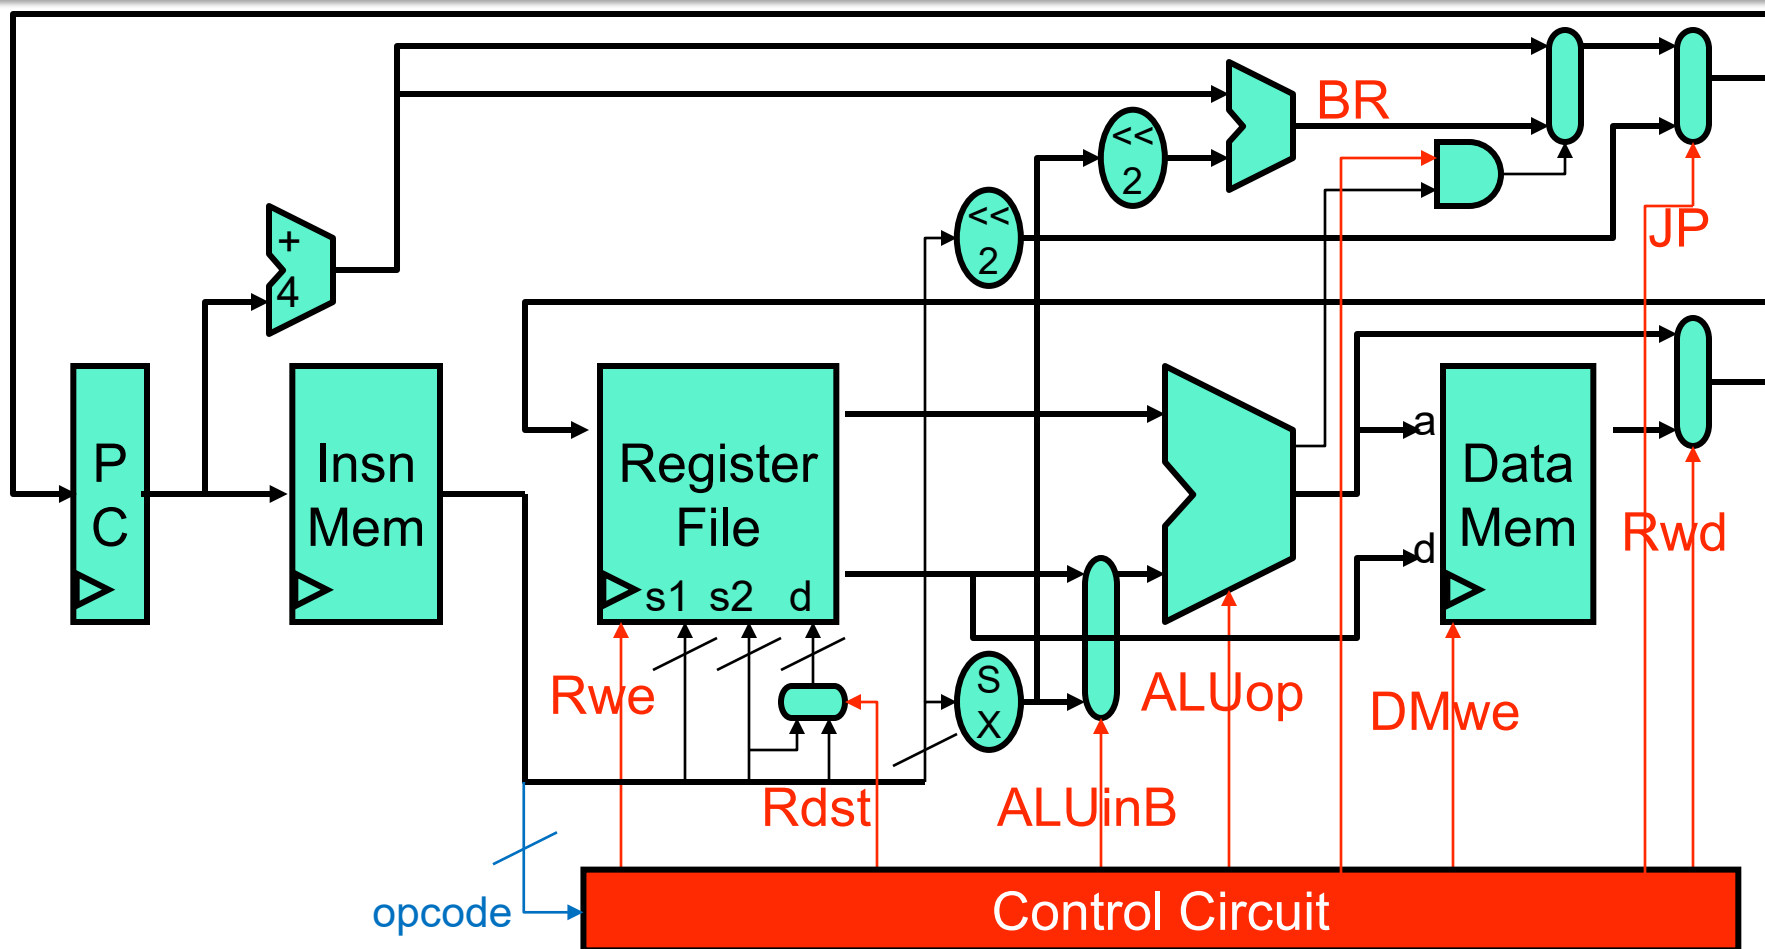 BR
<<
2
<<
2
JP
+
4
P
C
Insn
Mem
Register
File
s1 s2 d
a
d
Data
Mem
Rwd
Rwe
S
X
ALUop
DMwe
Rdst
ALUinB
opcode
Control Circuit